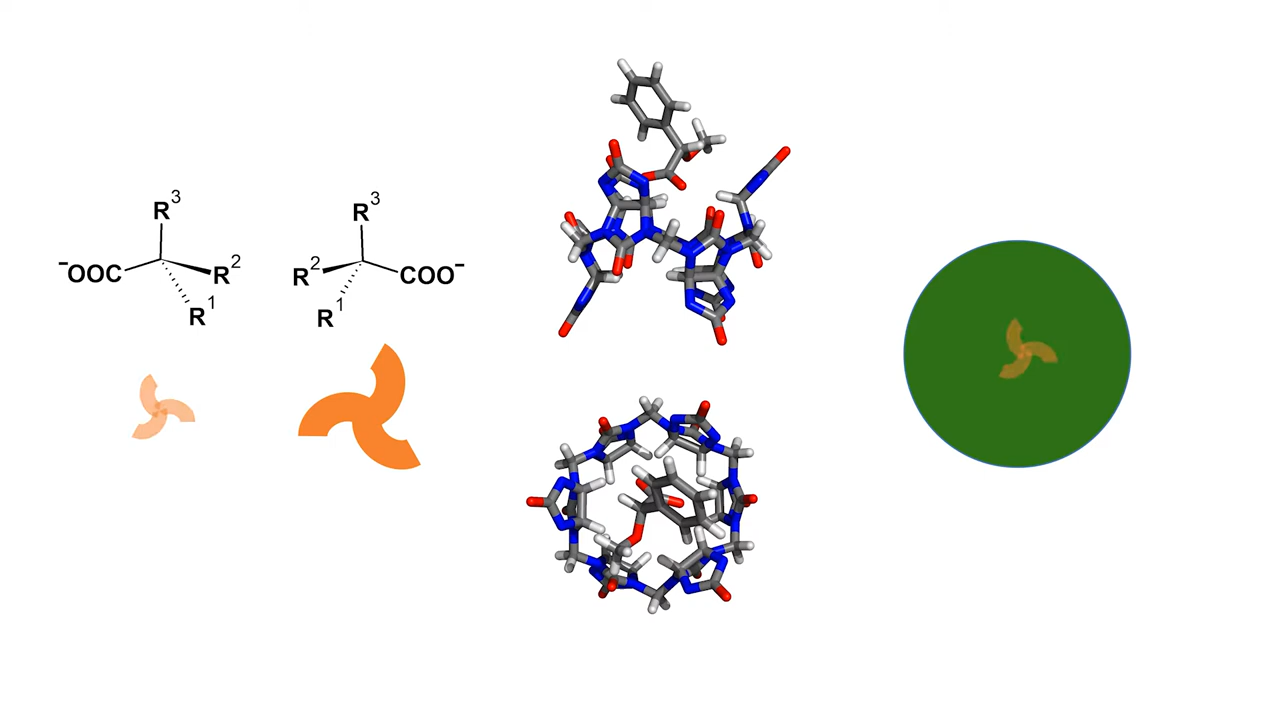 R³ R³
⁻OOC R² R² COO⁻
R¹ R¹